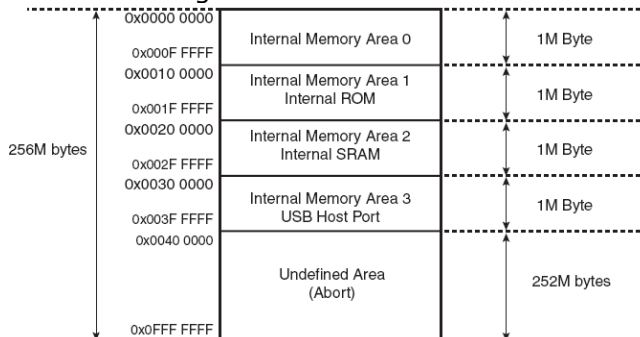 0x0000 0000
Internal Memory Area 0
1M Byte
0x000F FFFF
0x0010 0000
Internal Memory Area 1
Internal ROM
1M Byte
0x001F FFFF
0x0020 0000
Internal Memory Area 2
Internal SRAM
1M Byte
256M bytes
0x002F FFFF
0x0030 0000
Internal Memory Area 3
USB Host Port
1M Byte
0x003F FFFF
0x0040 0000
Undefined Area
(Abort)
252M bytes
0x0FFF FFFF